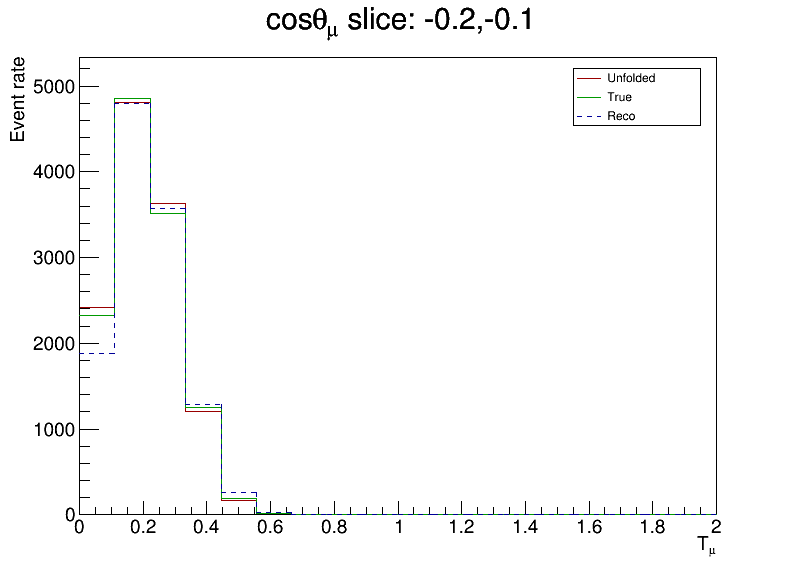 cosθμ slice: -0.2,-0.1
Event rate
5000
4000
3000
2000
1000
0
0 0.2 0.4 0.6 0.8 1 1.2 1.4 1.6 1.8 2
Tμ
Unfolded
True
Reco